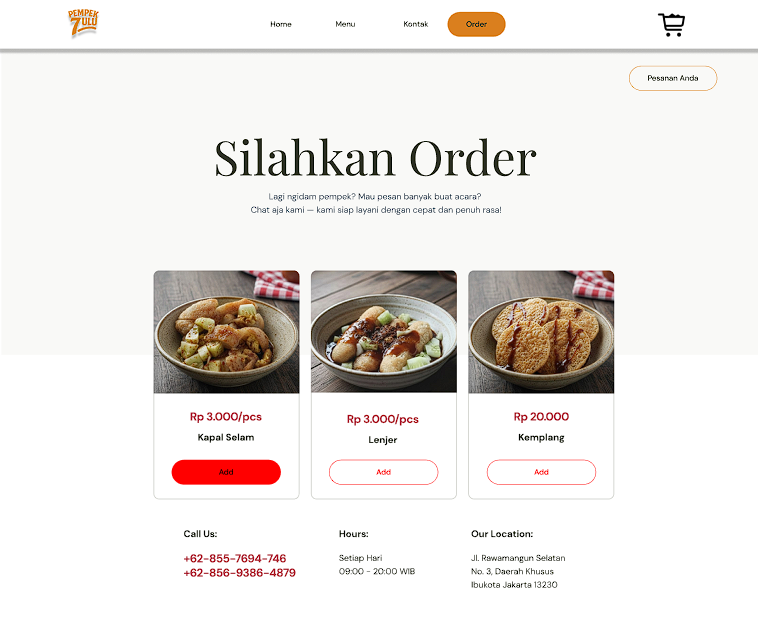 PEMPEK
7 ULU
Home
Menu
Kontak
Order
Pesanan Anda
Silahkan Order
Lagi ngidam pempek? Mau pesan banyak buat acara?
Chat aja kami — kami siap layani dengan cepat dan penuh rasa!
Rp 3.000/pcs
Kapal Selam
Add
Rp 3.000/pcs
Lenjer
Add
Rp 20.000
Kemplang
Add
Call Us:
+62-855-7694-746
+62-856-9386-4879
Hours:
Setiap Hari
09:00 - 20:00 WIB
Our Location:
Jl. Rawamangun Selatan
No. 3, Daerah Khusus
Ibukota Jakarta 13230